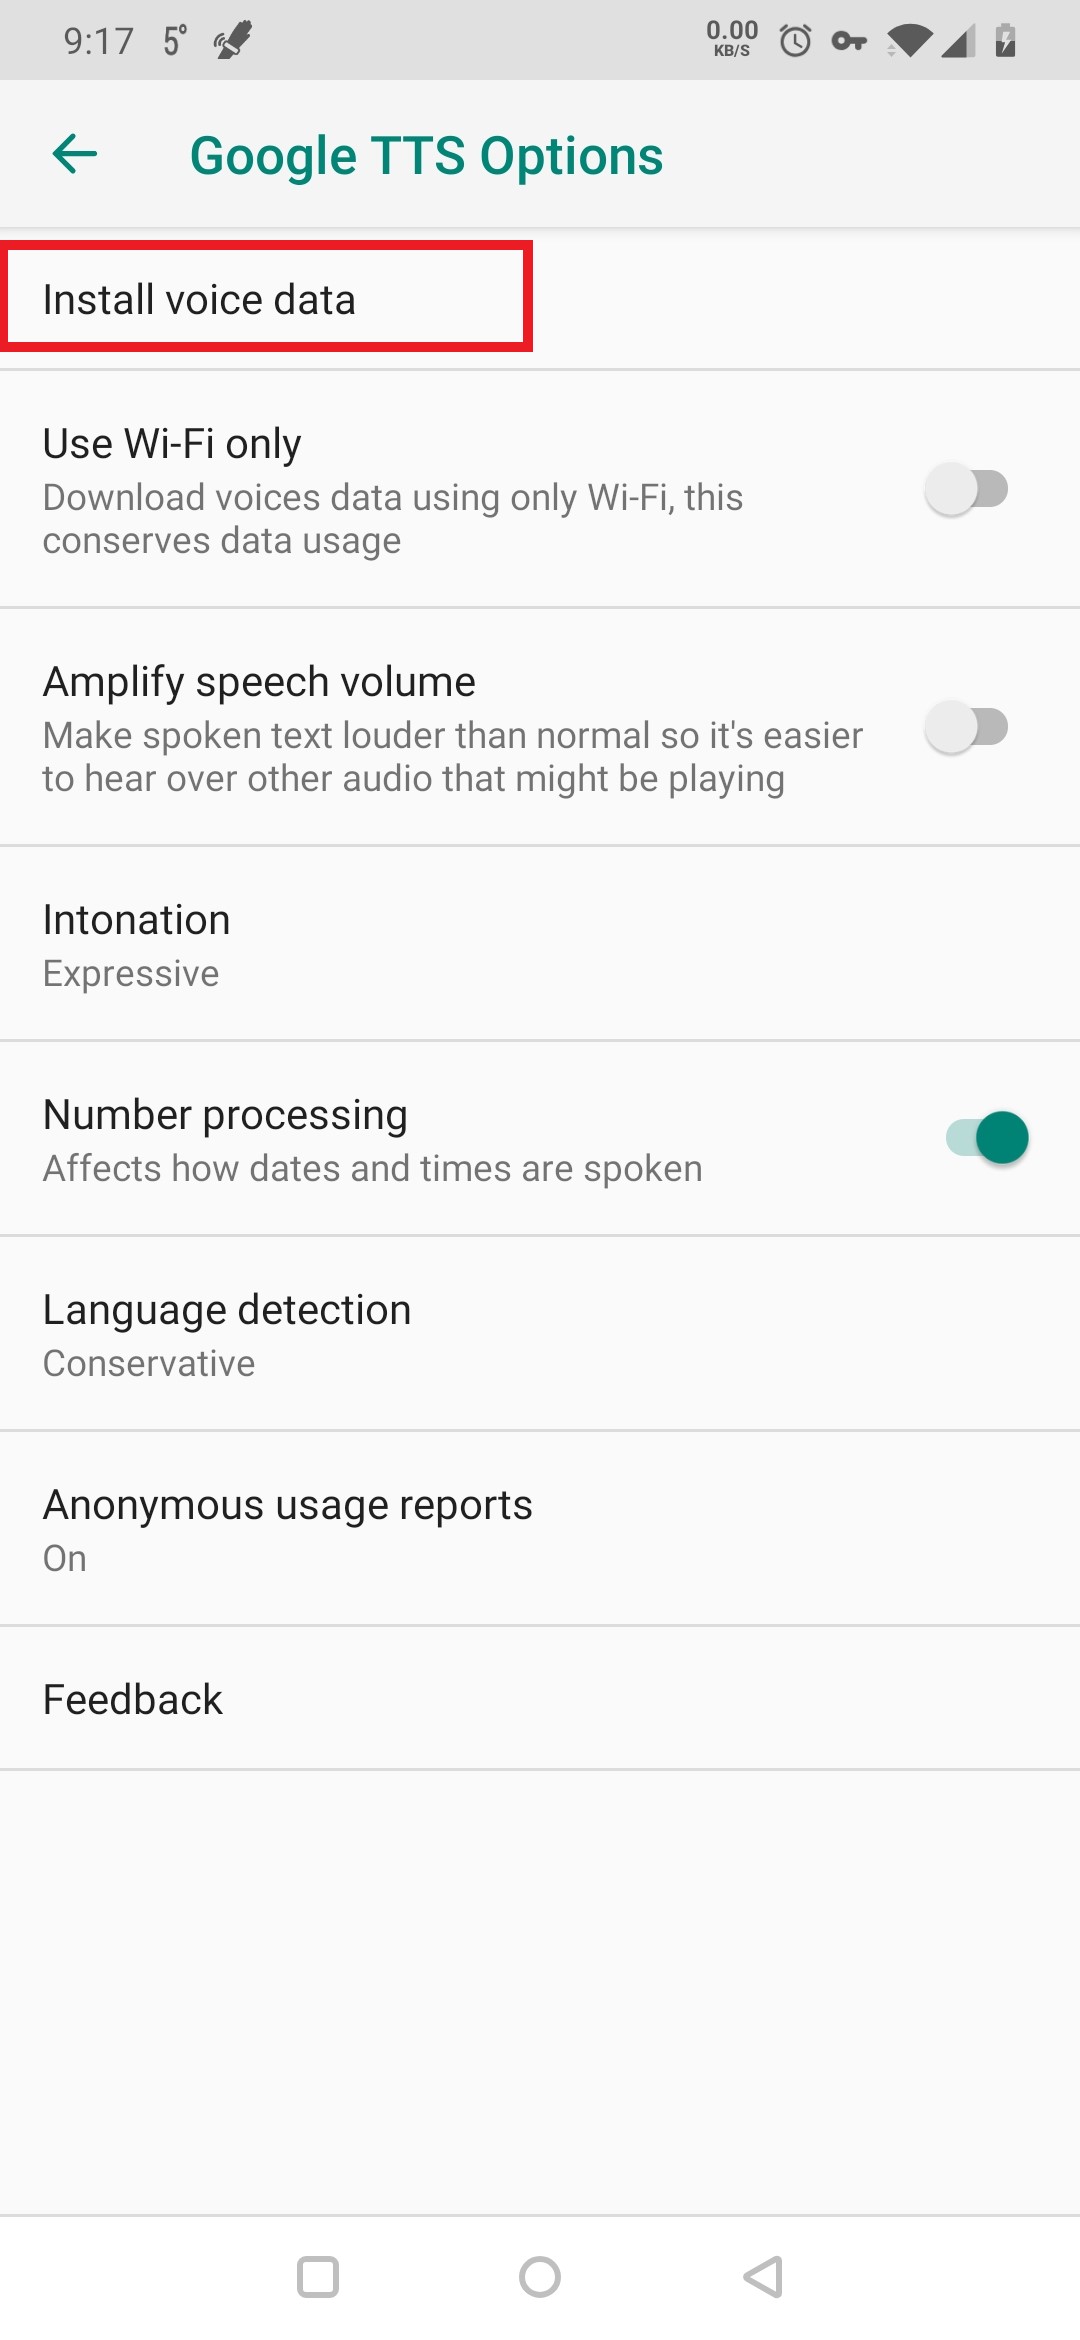 9:17 5° 0.00
KB/S
Google TTS Options
Install voice data
Use Wi-Fi only
Download voices data using only Wi-Fi, this
conserves data usage
Amplify speech volume
Make spoken text louder than normal so it's easier
to hear over other audio that might be playing
Intonation
Expressive
Number processing
Affects how dates and times are spoken
Language detection
Conservative
Anonymous usage reports
On
Feedback